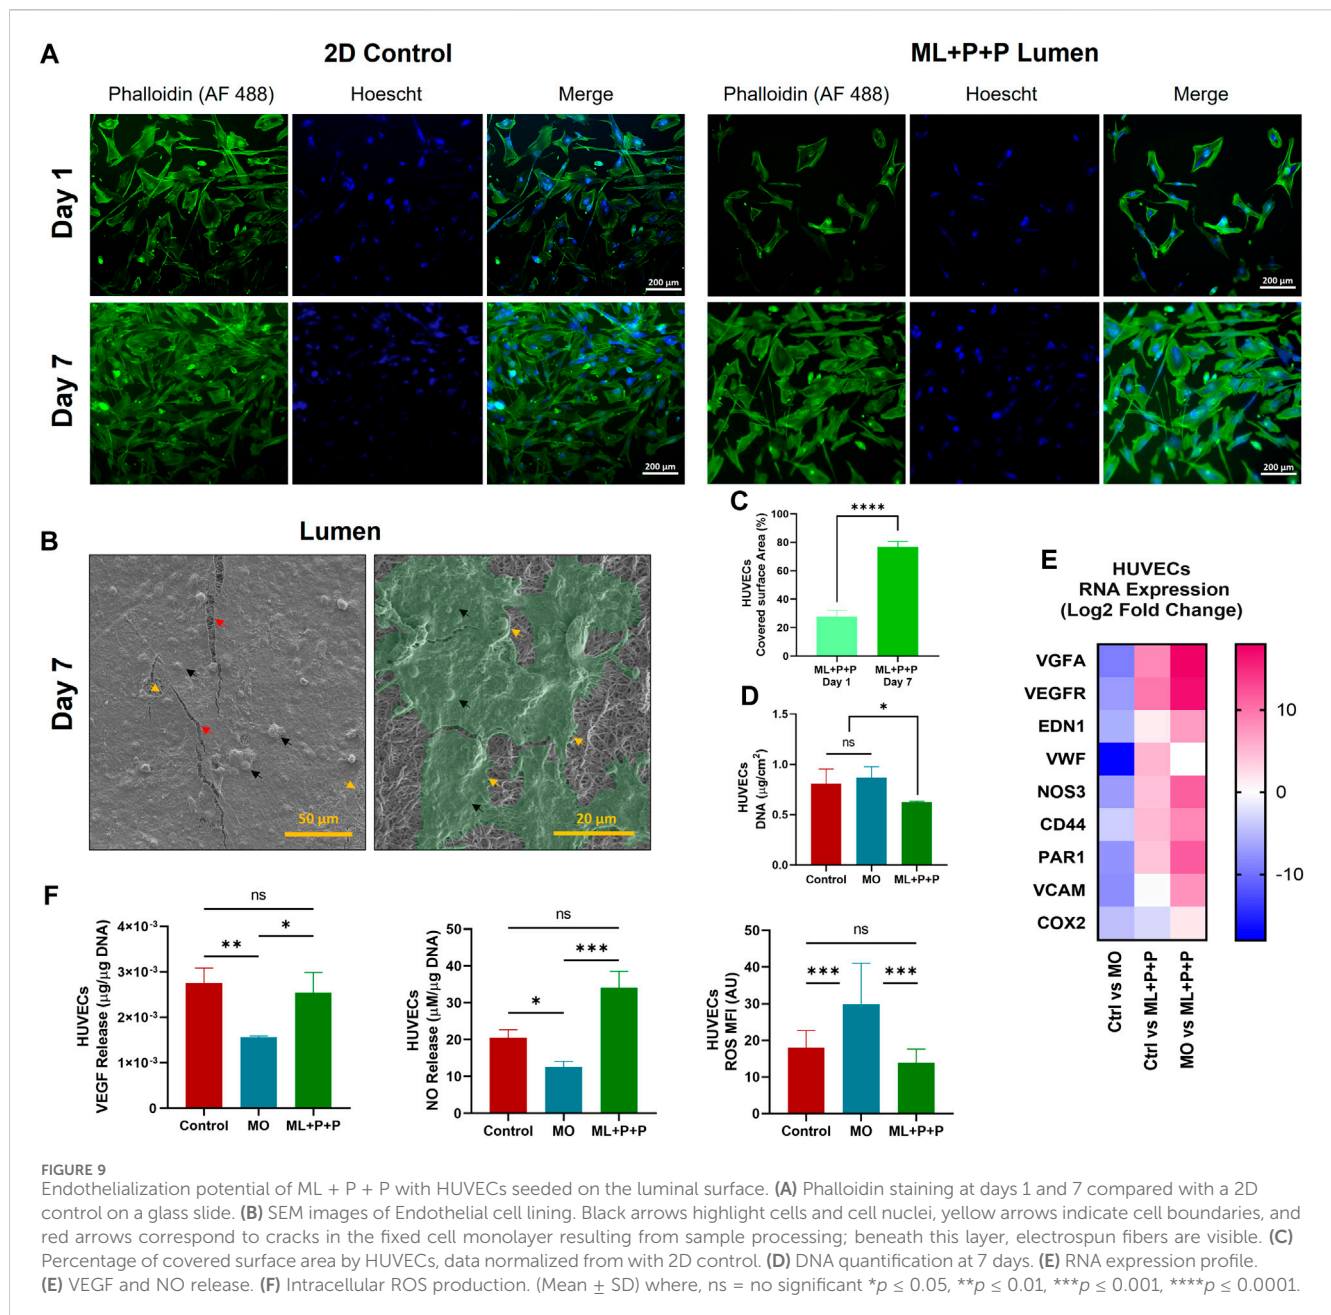 A
2D Control
ML+P+P Lumen
Phalloidin (AF 488)
Hoescht
Merge
Phalloidin (AF 488)
Hoescht
Merge
Day 1
200 µm
200 µm
Day 7
200 µm
200 µm
B
Lumen
Day 7
50 µm
20 µm
C
HUVECs
Covered surface Area (%)
100
80
60
40
20
0
****
ML+P+P
Day 1
ML+P+P
Day 7
D
HUVECs
DNA (µg/cm²)
1.5
1.0
0.5
0.0
ns
*
Control
MO
ML+P+P
E
HUVECs
RNA Expression
(Log2 Fold Change)
VGFA
VEGFR
EDN1
VWF
NOS3
CD44
PAR1
VCAM
COX2
10
0
-10
Ctrl vs MO
Ctrl vs ML+P+P
MO vs ML+P+P
F
HUVECs
VEGF Release (µg/µg DNA)
4×10⁻³
3×10⁻³
2×10⁻³
1×10⁻³
0
ns
**
*
Control
MO
ML+P+P
HUVECs
NO Release (µM/µg DNA)
50
40
30
20
10
0
ns
*
***
Control
MO
ML+P+P
HUVECs
ROS MFI (AU)
50
40
30
20
10
0
ns
***
***
Control
MO
ML+P+P
FIGURE 9
Endothelialization potential of ML + P + P with HUVECs seeded on the luminal surface. (A) Phalloidin staining at days 1 and 7 compared with a 2D
control on a glass slide. (B) SEM images of Endothelial cell lining. Black arrows highlight cells and cell nuclei, yellow arrows indicate cell boundaries, and
red arrows correspond to cracks in the fixed cell monolayer resulting from sample processing; beneath this layer, electrospun fibers are visible. (C)
Percentage of covered surface area by HUVECs, data normalized from with 2D control. (D) DNA quantification at 7 days. (E) RNA expression profile.
(E) VEGF and NO release. (F) Intracellular ROS production. (Mean ± SD) where, ns = no significant *p ≤ 0.05, **p ≤ 0.01, ***p ≤ 0.001, ****p ≤ 0.0001.